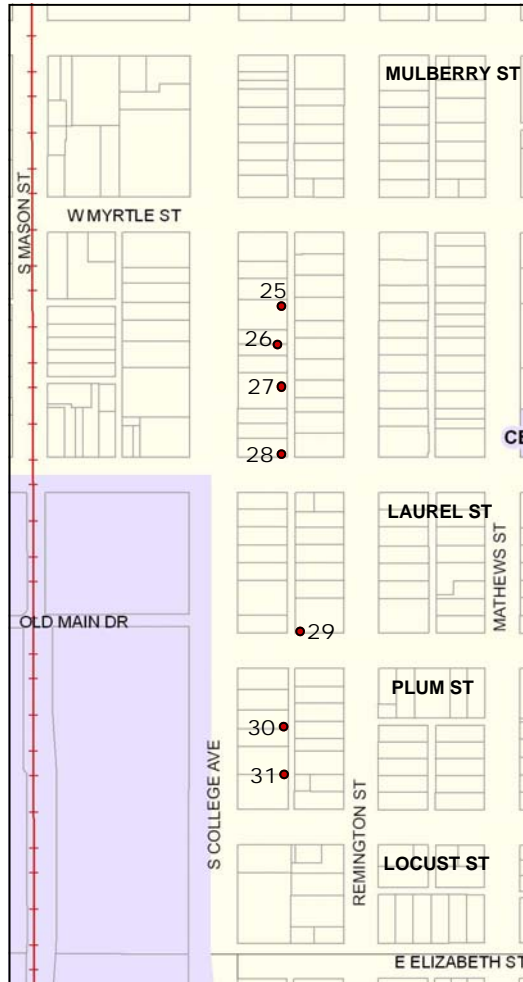 MULBERRY ST
S MASON ST
W MYRTLE ST
25
26
27
28
CE
LAUREL ST
MATHEWS ST
OLD MAIN DR
29
PLUM ST
30
31
S COLLEGE AVE
REMINGTON ST
LOCUST ST
E ELIZABETH ST